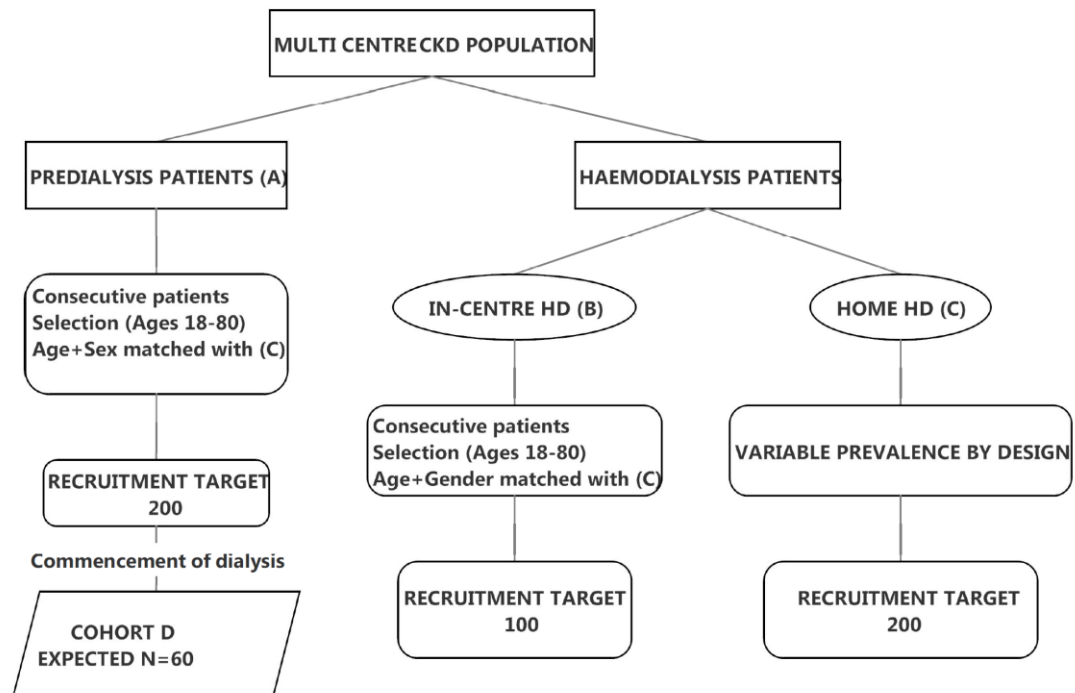 MULTI CENTRECKD POPULATION
PREDIALYSIS PATIENTS (A)
HAEMODIALYSIS PATIENTS
Consecutive patients
Selection (Ages 18-80)
Age+Sex matched with (C)
IN-CENTRE HD (B)
HOME HD (C)
Consecutive patients
Selection (Ages 18-80)
Age+Gender matched with (C)
VARIABLE PREVALENCE BY DESIGN
RECRUITMENT TARGET
200
Commencement of dialysis
RECRUITMENT TARGET
100
RECRUITMENT TARGET
200
COHORT D
EXPECTED N=60